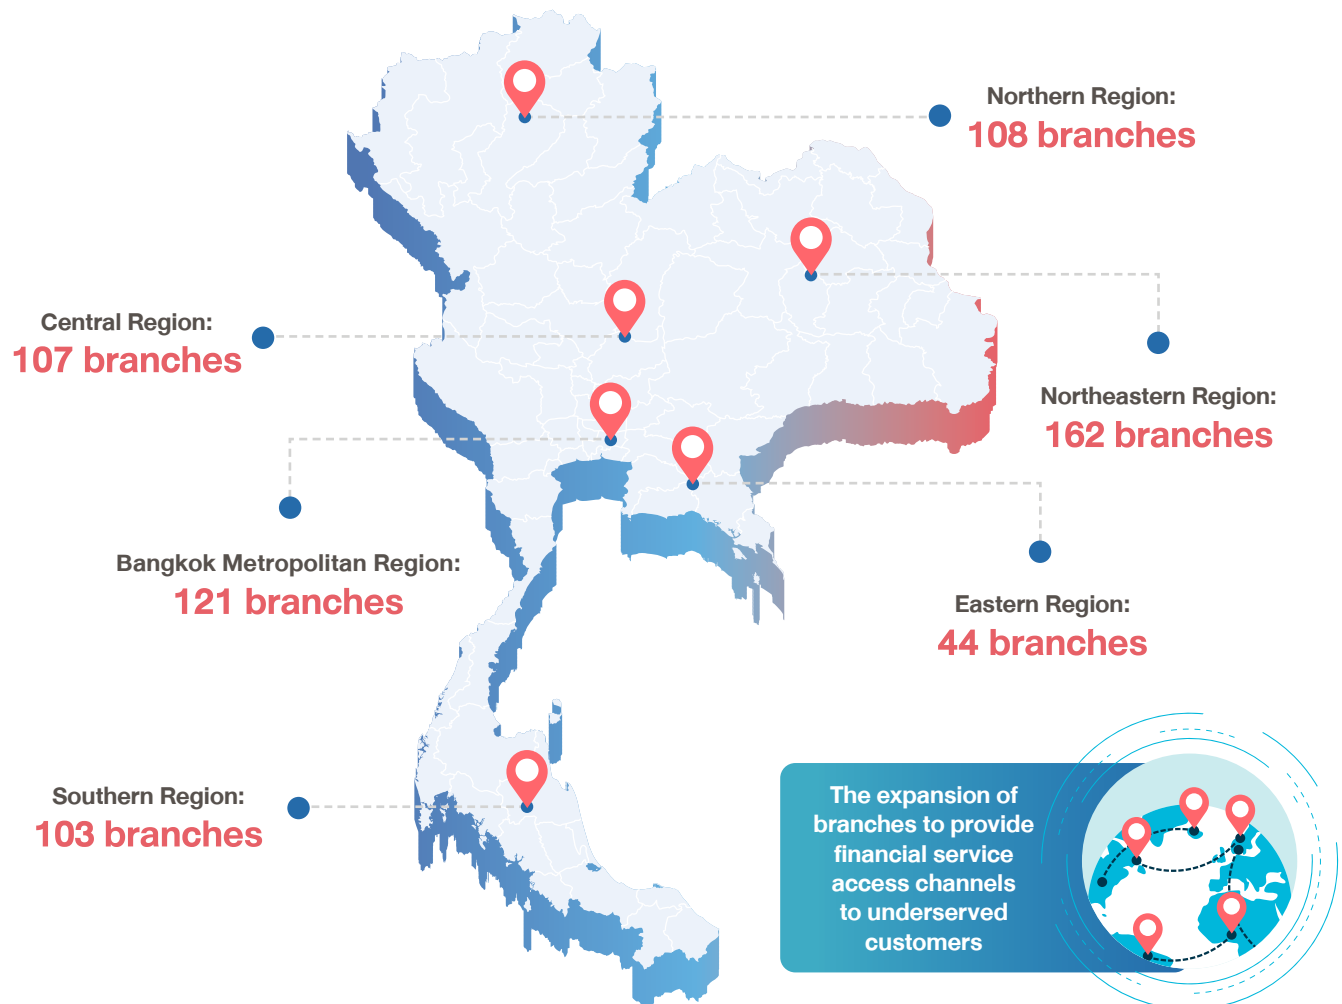 Northern Region:
108 branches
Central Region:
107 branches
Northeastern Region:
162 branches
Bangkok Metropolitan Region:
121 branches
Eastern Region:
44 branches
Southern Region:
103 branches
The expansion of
branches to provide
financial service
access channels
to underserved
customers